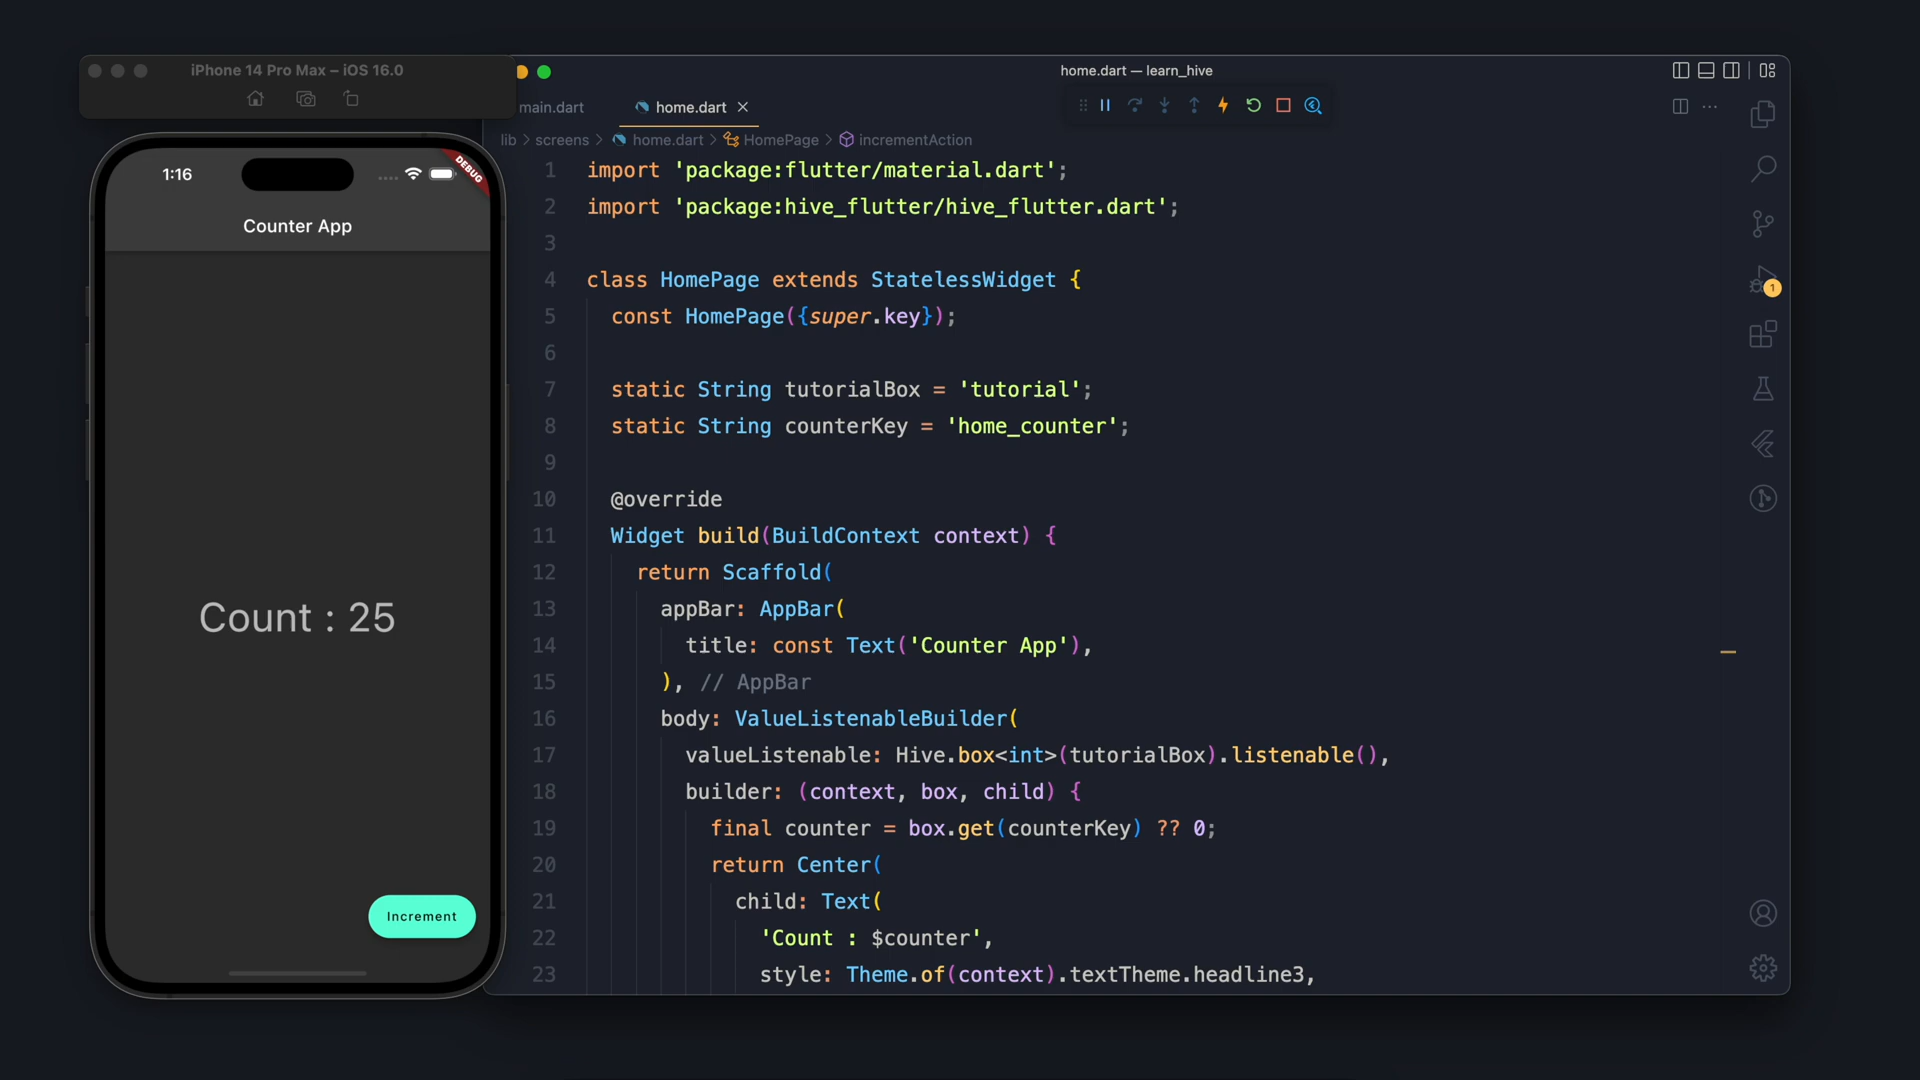 iPhone 14 Pro Max – iOS 16.0
1:16
DEBUG
Counter App
Count : 25
Increment
home.dart — learn_hive
main.dart
home.dart
lib > screens > home.dart > HomePage > incrementAction
1 import 'package:flutter/material.dart';
2 import 'package:hive_flutter/hive_flutter.dart';
3
4 class HomePage extends StatelessWidget {
5 const HomePage({super.key});
6
7 static String tutorialBox = 'tutorial';
8 static String counterKey = 'home_counter';
9
10 @override
11 Widget build(BuildContext context) {
12 return Scaffold(
13 appBar: AppBar(
14 title: const Text('Counter App'),
15 ), // AppBar
16 body: ValueListenableBuilder(
17 valueListenable: Hive.box<int>(tutorialBox).listenable(),
18 builder: (context, box, child) {
19 final counter = box.get(counterKey) ?? 0;
20 return Center(
21 child: Text(
22 'Count : $counter',
23 style: Theme.of(context).textTheme.headline3,
1